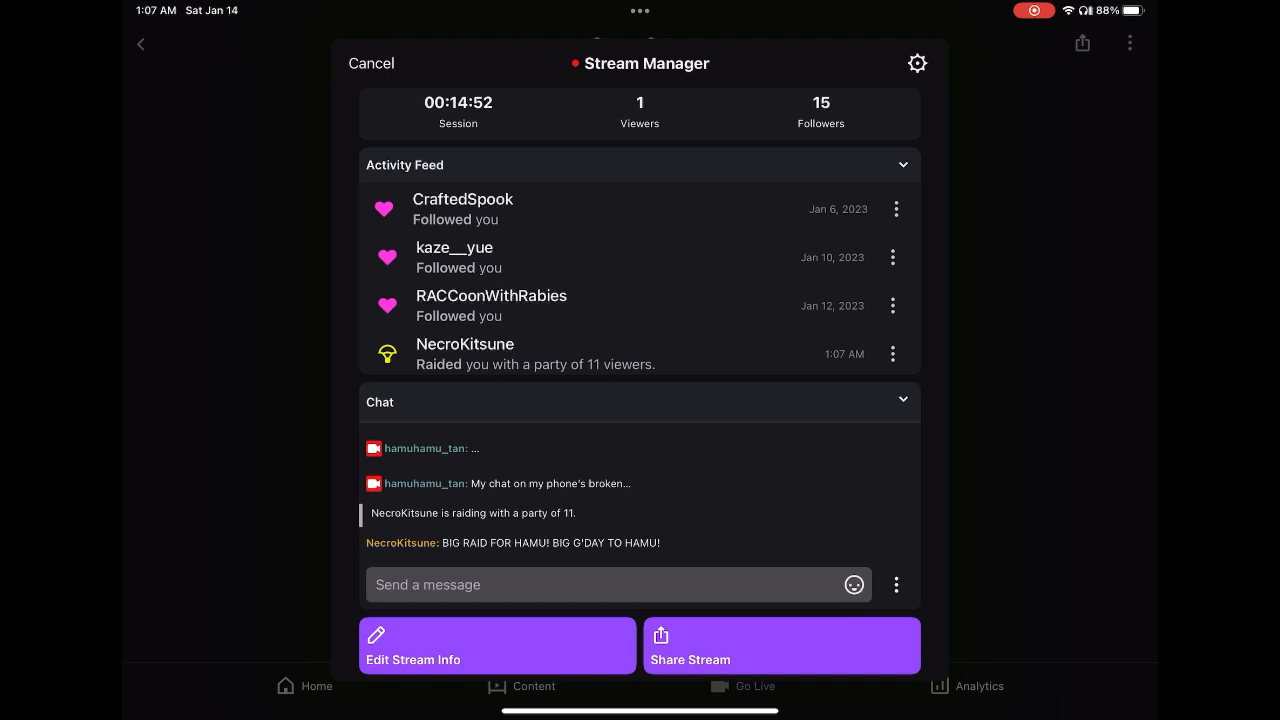 1:07 AM Sat Jan 14
88%
Cancel
Stream Manager
00:14:52
Session
1
Viewers
15
Followers
Activity Feed
CraftedSpook
Followed you
Jan 6, 2023
kaze__yue
Followed you
Jan 10, 2023
RACCoonWithRabies
Followed you
Jan 12, 2023
NecroKitsune
Raided you with a party of 11 viewers.
1:07 AM
Chat
hamuhamu_tan: ...
hamuhamu_tan: My chat on my phone's broken...
NecroKitsune is raiding with a party of 11.
NecroKitsune: BIG RAID FOR HAMU! BIG G'DAY TO HAMU!
Send a message
Edit Stream Info
Share Stream
Home
Content
Go Live
Analytics